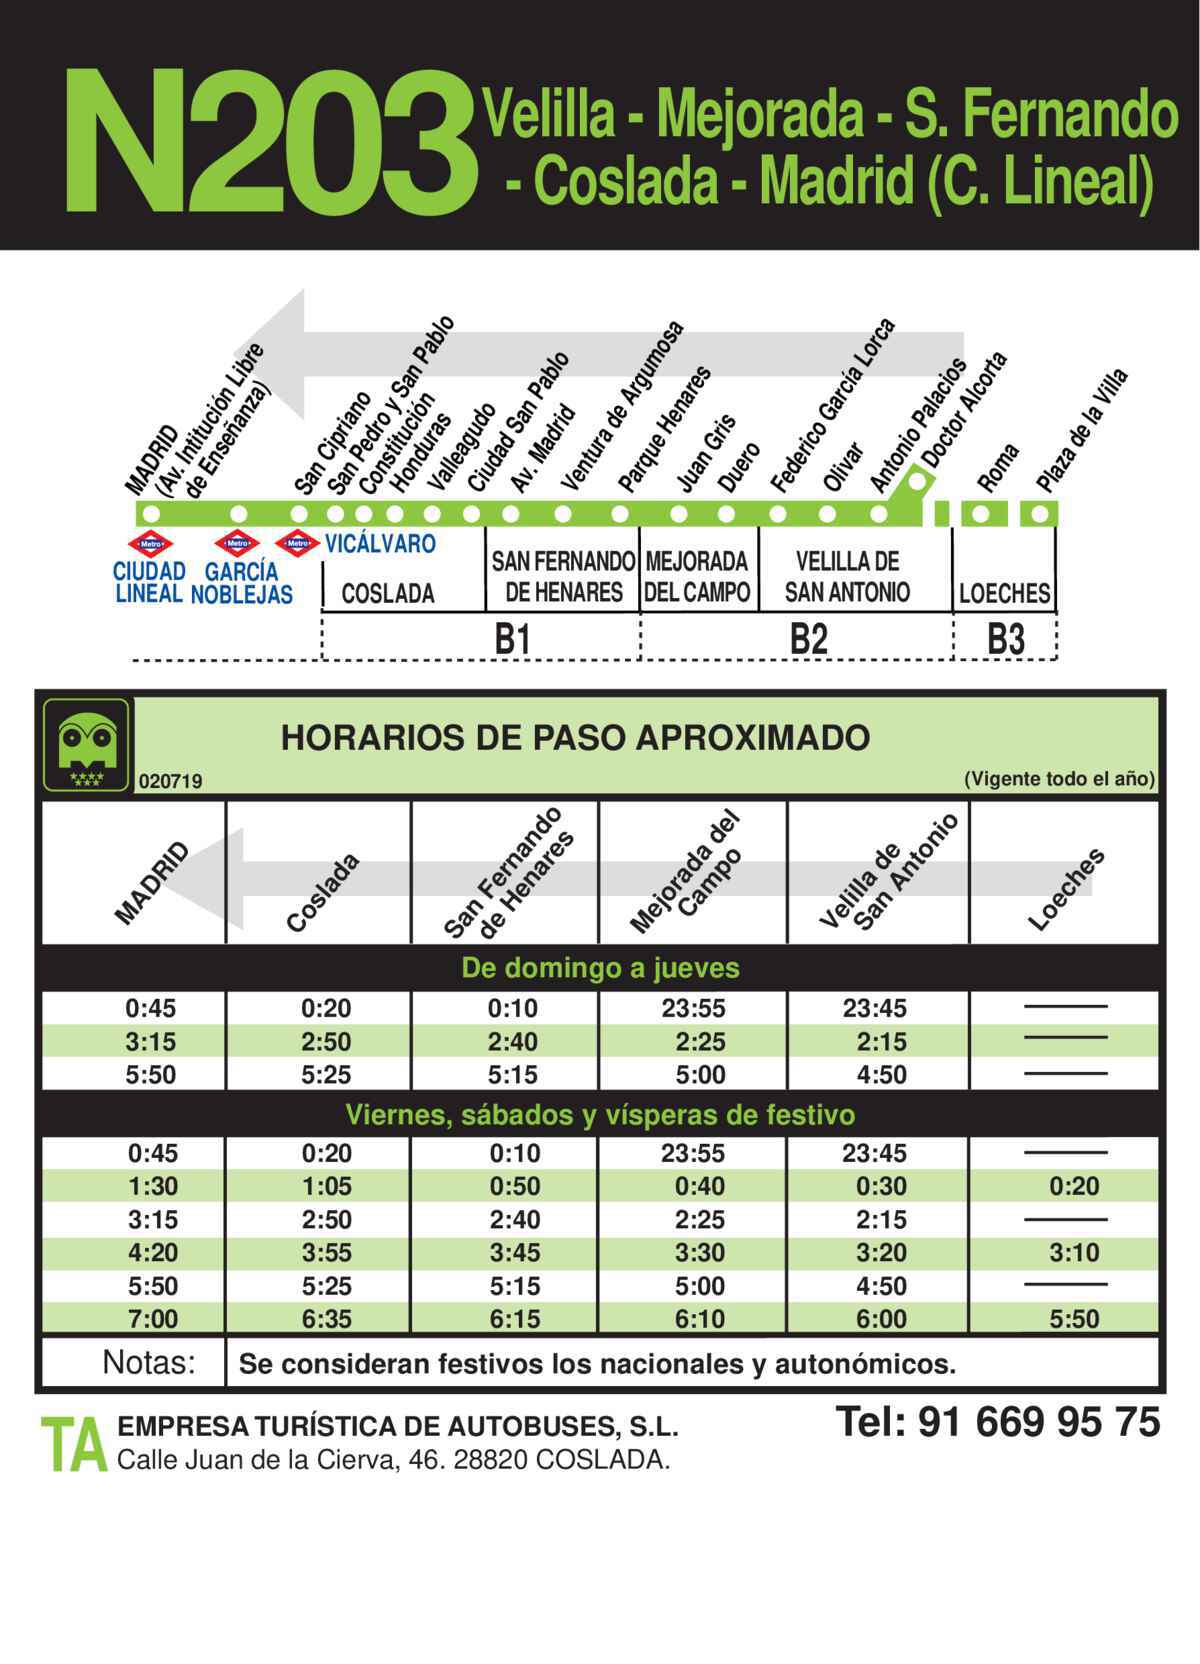 N203
Velilla - Mejorada - S. Fernando
- Coslada - Madrid (C. Lineal)
MADRID
(Av. Intitución Libre
de Enseñanza)
San Cipriano
San Pedro y San Pablo
Constitución
Honduras
Valleagudo
Ciudad San Pablo
Av. Madrid
Ventura de Argumosa
Parque Henares
Juan Gris
Duero
Federico García Lorca
Olivar
Antonio Palacios
Doctor Alcorta
Roma
Plaza de la Villa
Metro
Metro
Metro
CIUDAD
LINEAL
GARCÍA
NOBLEJAS
VICÁLVARO
COSLADA
SAN FERNANDO
DE HENARES
MEJORADA
DEL CAMPO
VELILLA DE
SAN ANTONIO
LOECHES
B1 B2 B3
HORARIOS DE PASO APROXIMADO
020719
(Vigente todo el año)
MADRID
Coslada
San Fernando
de Henares
Mejorada del
Campo
Velilla de
San Antonio
Loeches
De domingo a jueves
0:45 0:20 0:10 23:55 23:45
3:15 2:50 2:40 2:25 2:15
5:50 5:25 5:15 5:00 4:50
Viernes, sábados y vísperas de festivo
0:45 0:20 0:10 23:55 23:45
1:30 1:05 0:50 0:40 0:30 0:20
3:15 2:50 2:40 2:25 2:15
4:20 3:55 3:45 3:30 3:20 3:10
5:50 5:25 5:15 5:00 4:50
7:00 6:35 6:15 6:10 6:00 5:50
Notas: Se consideran festivos los nacionales y autonómicos.
TA
EMPRESA TURÍSTICA DE AUTOBUSES, S.L.
Calle Juan de la Cierva, 46. 28820 COSLADA.
Tel: 91 669 95 75